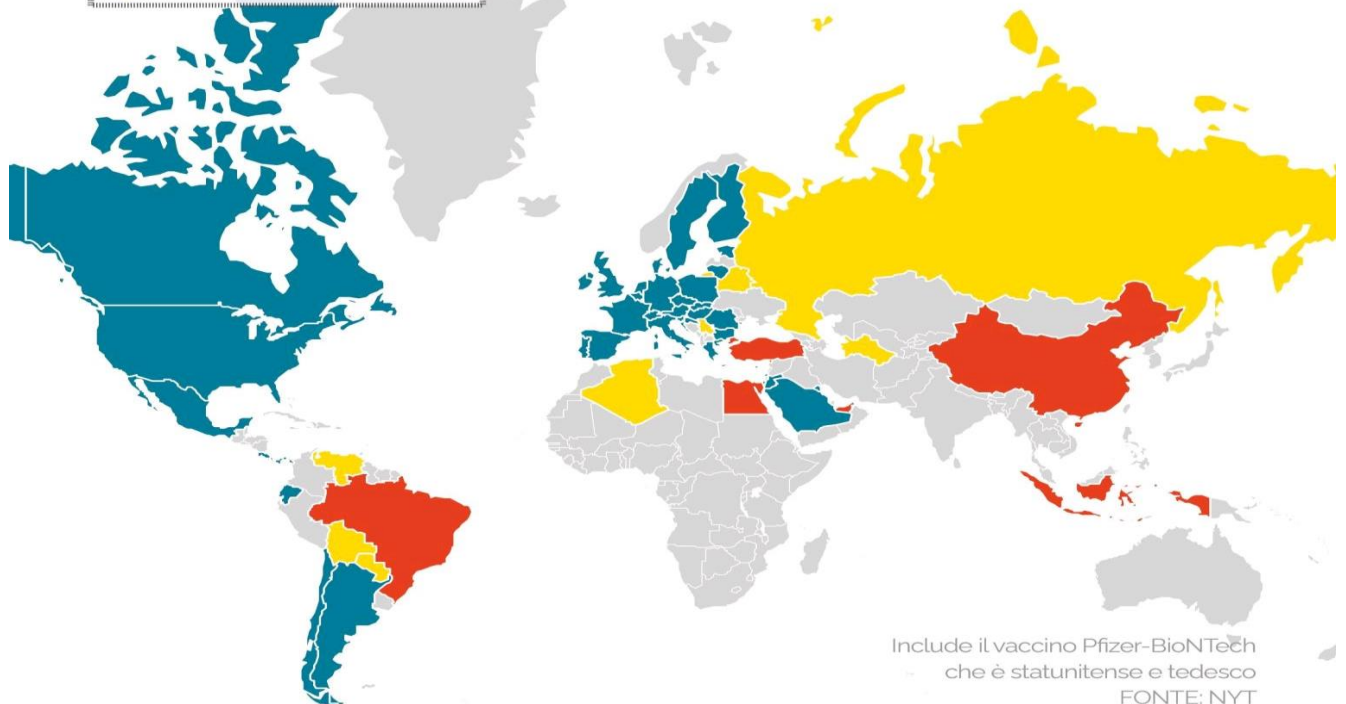 Include il vaccino Pfizer-BioNTech
che è statunitense e tedesco
FONTE: NYT